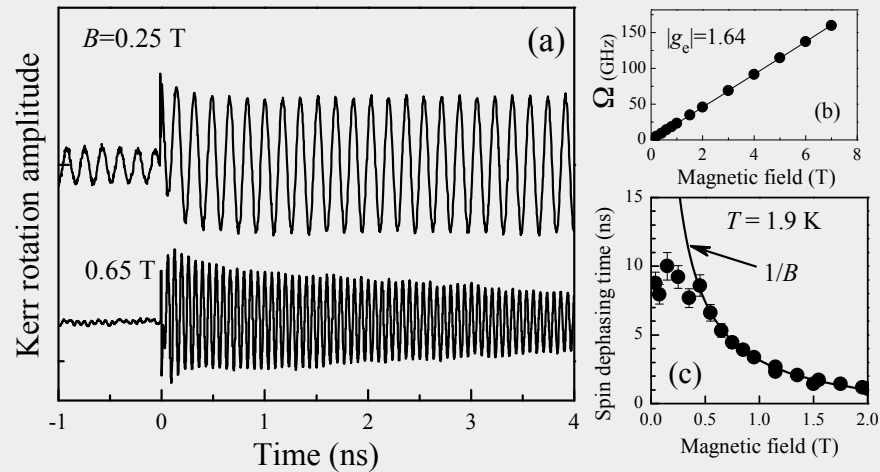 B=0.25 T
(a)
0.65 T
Kerr rotation amplitude
-1 0 1 2 3 4
Time (ns)
|gₑ|=1.64
(b)
Ω (GHz)
150
100
50
0
0 2 4 6 8
Magnetic field (T)
T = 1.9 K
1/B
(c)
Spin dephasing time (ns)
15
10
5
0
0.0 0.5 1.0 1.5 2.0
Magnetic field (T)